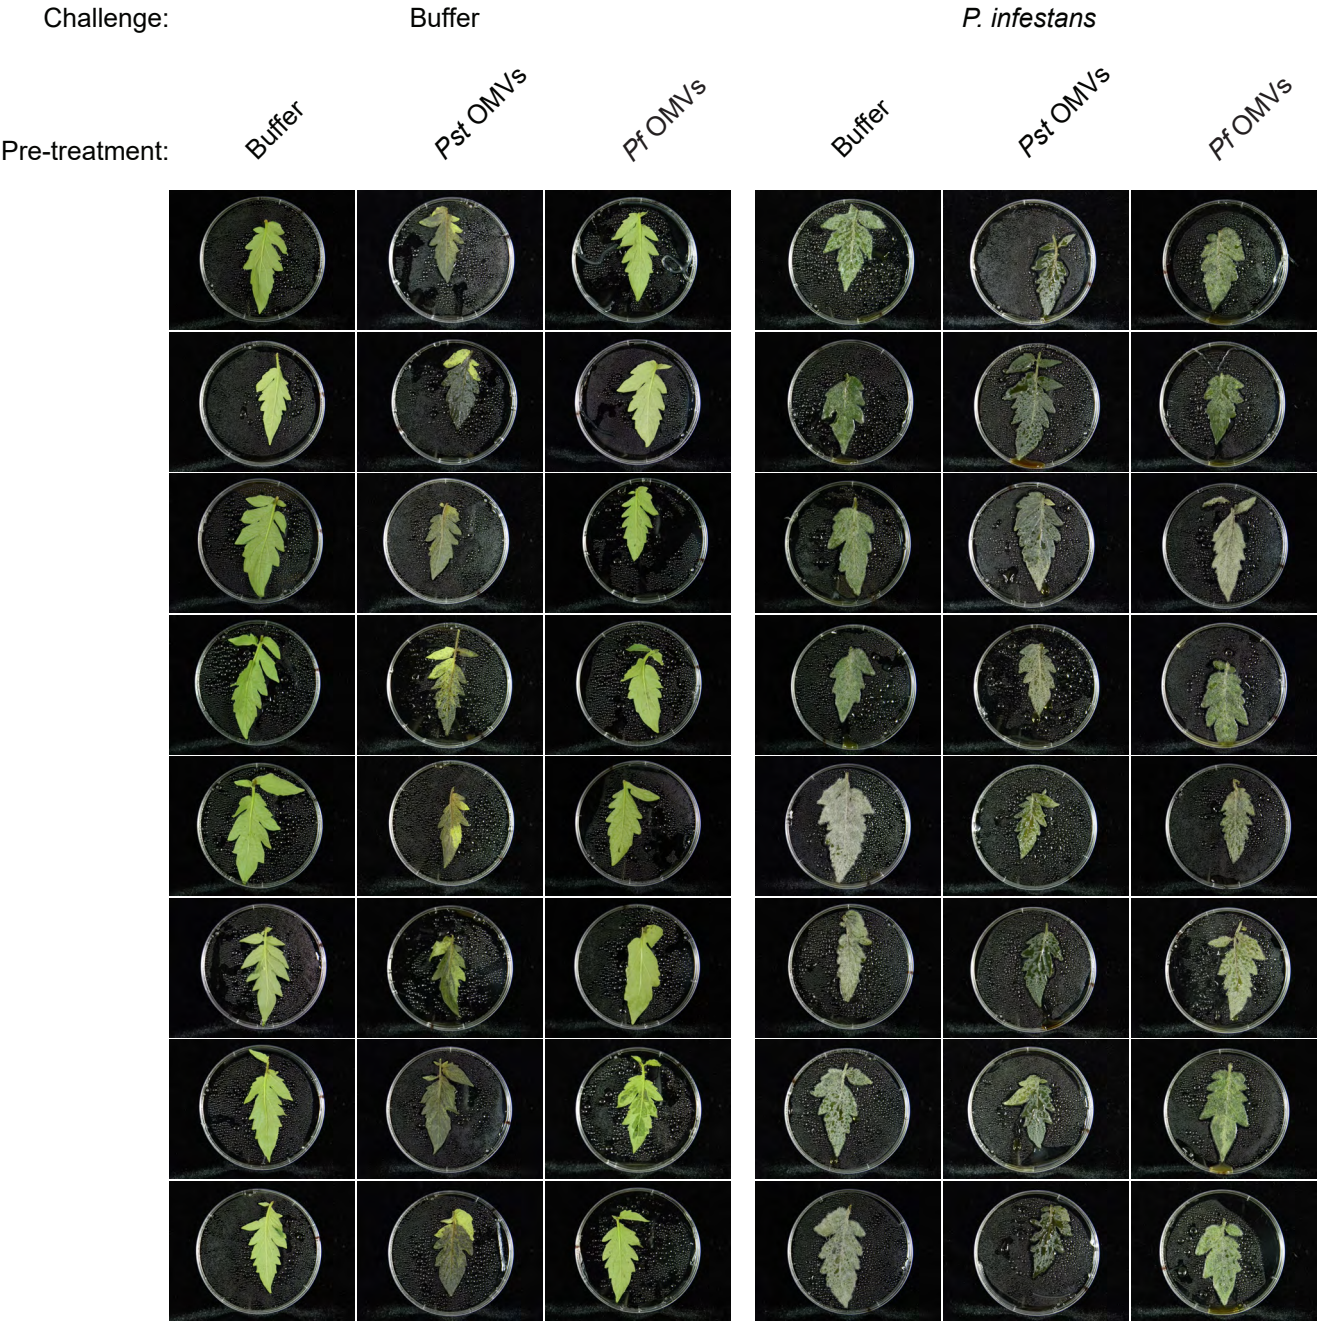 Challenge: Buffer P. infestans
Pre-treatment: Buffer Pst OMVs Pf OMVs Buffer Pst OMVs Pf OMVs